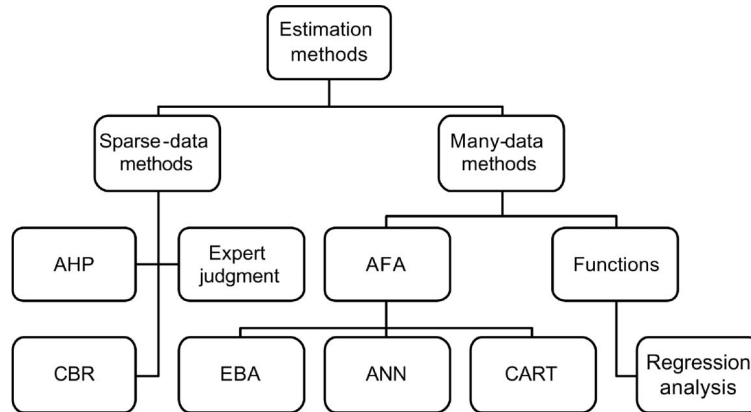 Estimation
methods
Sparse-data
methods
Many-data
methods
AHP
Expert
judgment
AFA
Functions
CBR
EBA
ANN
CART
Regression
analysis